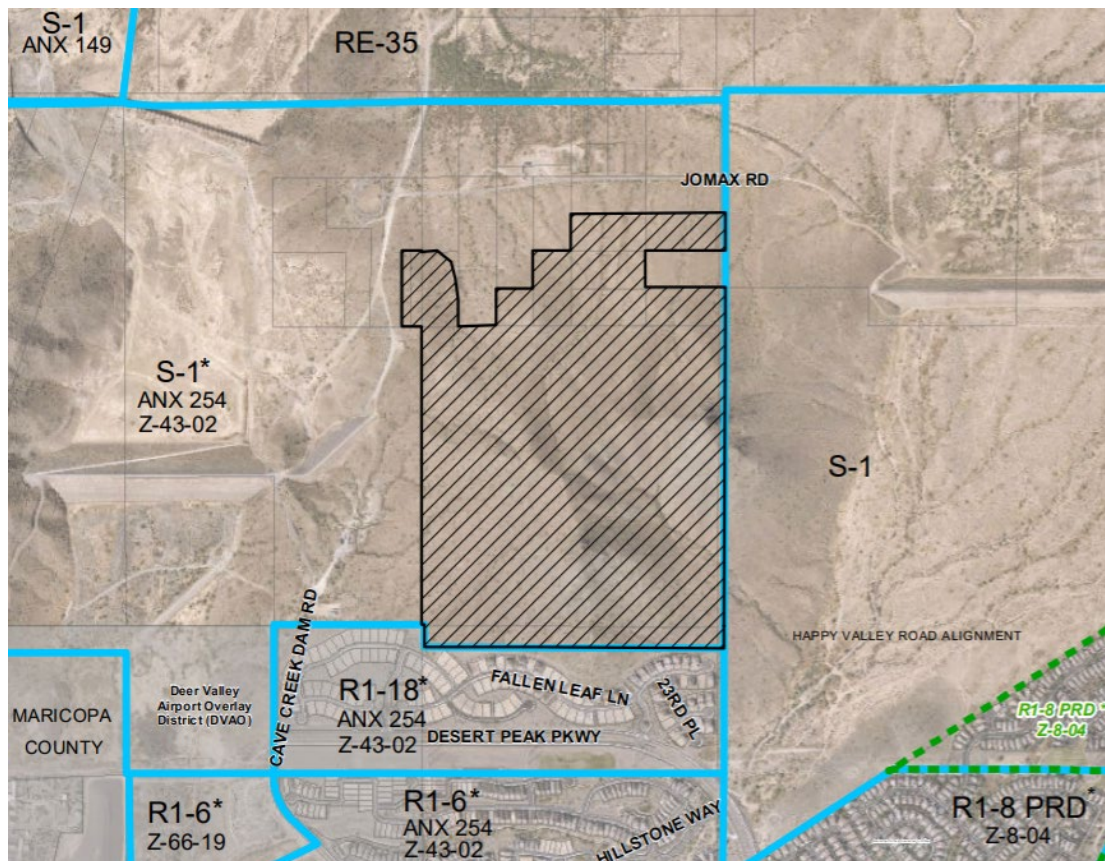 S-1
ANX 149
RE-35
JOMAX RD
S-1*
ANX 254
Z-43-02
S-1
CAVE CREEK DAM RD
HAPPY VALLEY ROAD ALIGNMENT
MARICOPA
COUNTY
Deer Valley
Airport Overlay
District (DVAO)
R1-18*
ANX 254
Z-43-02
FALLEN LEAF LN
23RD PL
DESERT PEAK PKWY
R1-8 PRD*
Z-8-04
R1-6*
Z-66-19
R1-6*
ANX 254
Z-43-02
HILLSTONE WAY
R1-8 PRD*
Z-8-04